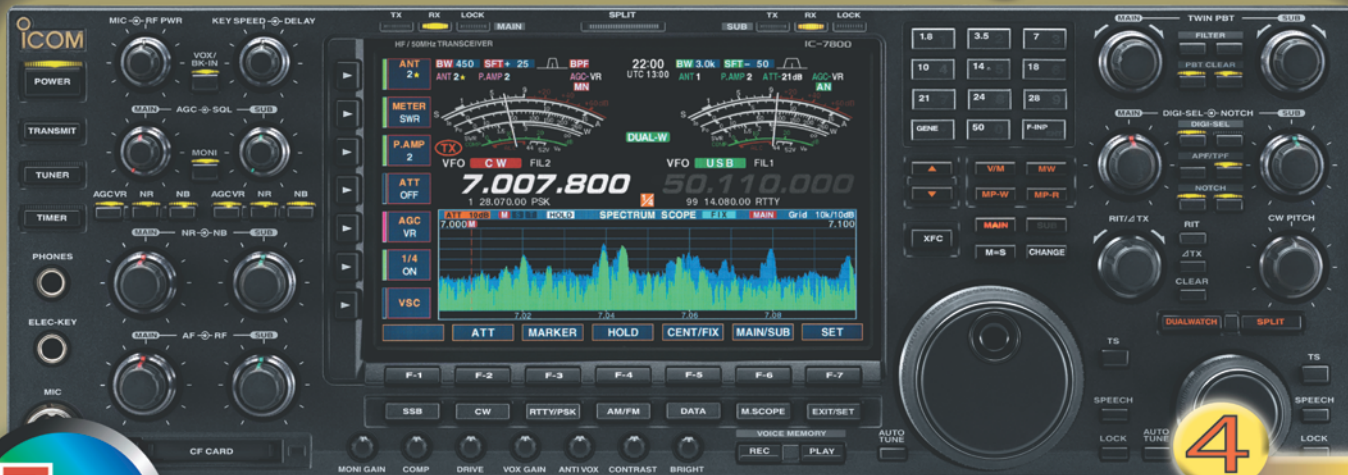 MIC RF PWR
KEY SPEED DELAY
TX RX LOCK MAIN
SPLIT
SUB TX RX LOCK
MAIN TWIN PBT SUB
ICOM
HF / 50MHz TRANSCEIVER
IC-7800
POWER
VOX/
BK-IN
ANT
2★
BW 450 SFT+ 25 BPF
22:00
UTC 13:00
BW 3.0k SFT- 50
ANT 2★ P.AMP 2 AGC-VR
MN
ANT 1 P.AMP 2 ATT-21dB AGC-VR
AN
1.8 3.5 7
FILTER
PBT CLEAR
10 14 18
MAIN AGC SQL SUB
METER
SWR
21 24 28
TRANSMIT
MONI
P.AMP
2
DUAL-W
TX
GENE 50 F-INP
MAIN DIGI-SEL NOTCH SUB
DIGI-SEL
APF/TPF
NOTCH
TUNER
VFO CW FIL2
VFO USB FIL1
V/M MW
MP-W MP-R
AGC VR NR NB AGC VR NR NB
ATT
OFF
7.007.800
50.110.000
1 28.070.00 PSK
1/4
99 14.080.00 RTTY
TIMER
AGC
VR
ATT 10dB M HOLD SPECTRUM SCOPE FIX MAIN Grid 10k/10dB
7.000M 7.100
MAIN SUB
RIT/⊿TX
RIT
CW PITCH
MAIN NR NB SUB
XFC
M=S CHANGE
⊿TX
CLEAR
PHONES
1/4
ON
VSC
7.02 7.04 7.06 7.08
ELEC-KEY
MAIN AF RF SUB
ATT MARKER HOLD CENT/FIX MAIN/SUB SET
DUALWATCH SPLIT
TS
TS
F-1 F-2 F-3 F-4 F-5 F-6 F-7
MIC
SSB CW RTTY/PSK AM/FM DATA M.SCOPE EXIT/SET
SPEECH
SPEECH
CF CARD
VOICE MEMORY
REC PLAY
AUTO
TUNE
LOCK
AUTO
TUNE
LOCK
4
MONI GAIN COMP DRIVE VOX GAIN ANTI VOX CONTRAST BRIGHT